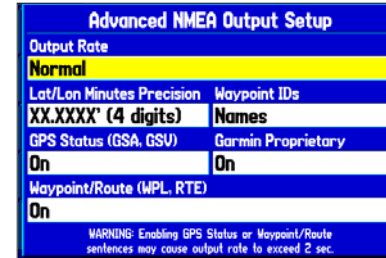 Advanced NMEA Output Setup
Output Rate
Normal
Lat/Lon Minutes Precision Waypoint IDs
XX.XXXX' (4 digits) Names
GPS Status (GSA, GSV) Garmin Proprietary
On On
Waypoint/Route (WPL, RTE)
On
WARNING: Enabling GPS Status or Waypoint/Route
sentences may cause output rate to exceed 2 sec.